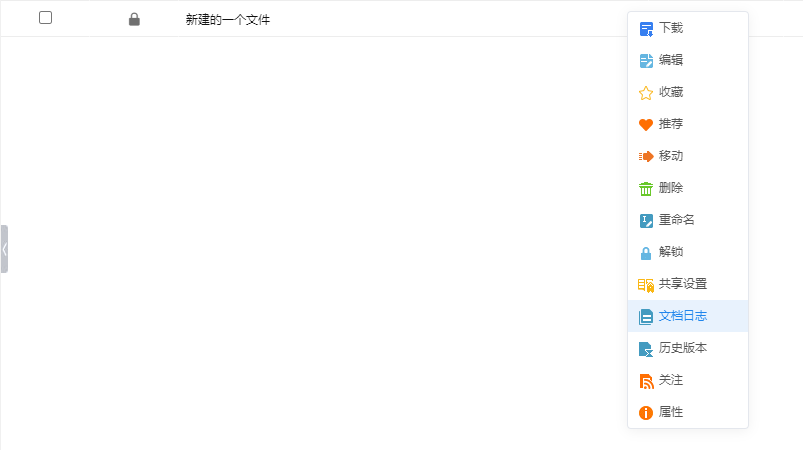 新建的一个文件
下载
编辑
收藏
推荐
移动
删除
重命名
解锁
共享设置
文档日志
历史版本
关注
属性